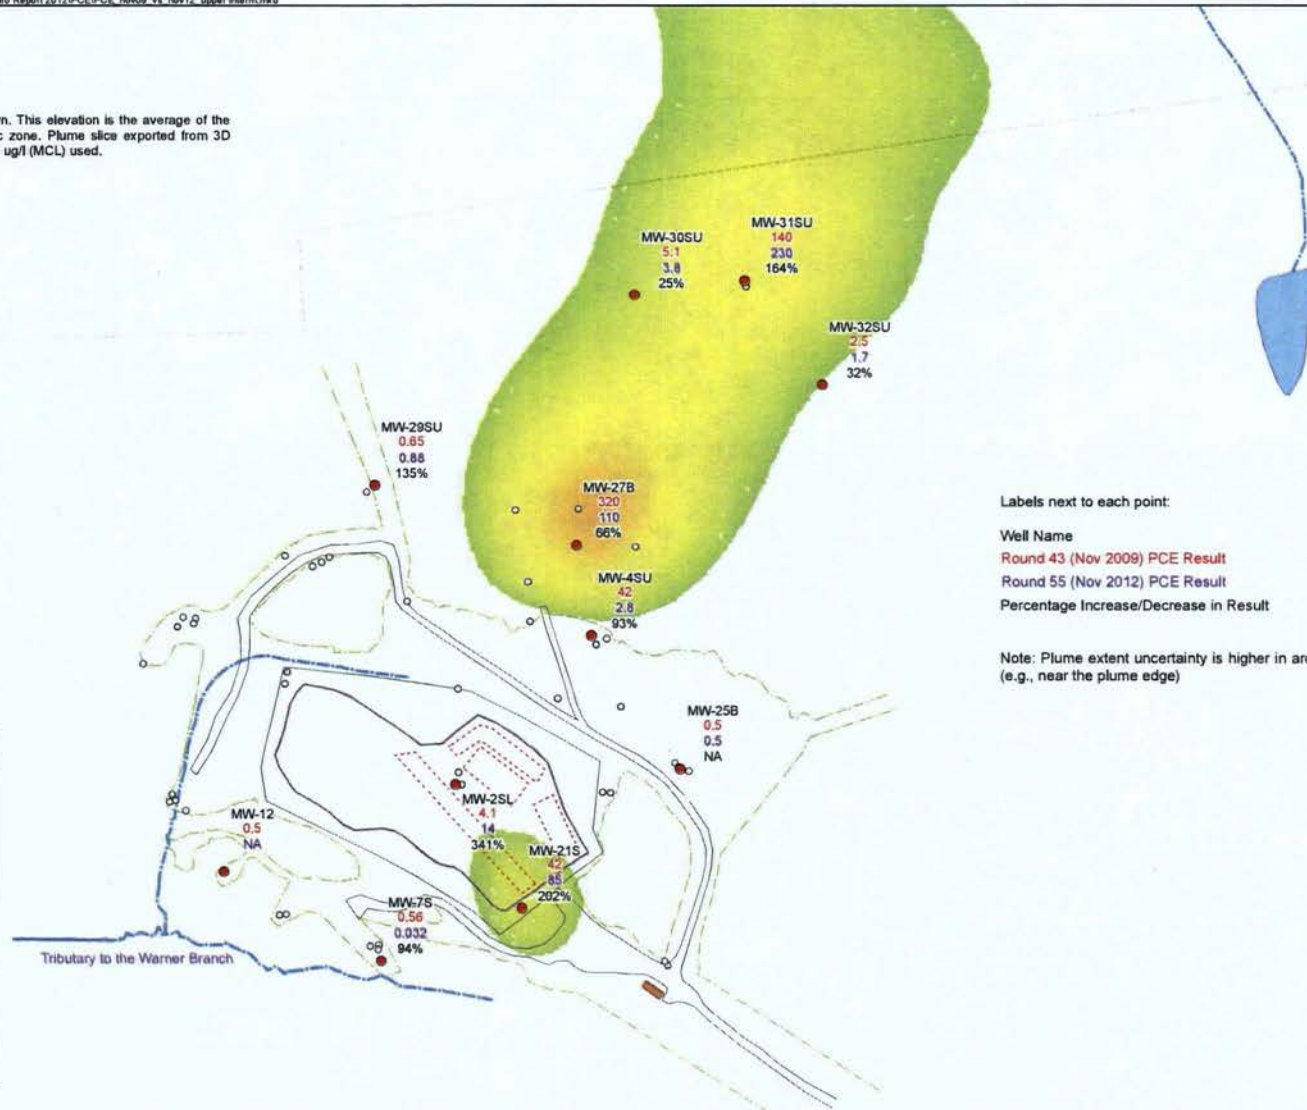 n. This elevation is the average of the
c zone. Plume slice exported from 3D
ug/l (MCL) used.
MW-30SU
5.1
3.8
25%
MW-31SU
140
230
164%
MW-32SU
2.5
1.7
32%
MW-29SU
0.65
0.88
135%
MW-27B
320
110
66%
MW-4SU
42
2.8
93%
Labels next to each point:
Well Name
Round 43 (Nov 2009) PCE Result
Round 55 (Nov 2012) PCE Result
Percentage Increase/Decrease in Result
Note: Plume extent uncertainty is higher in are
(e.g., near the plume edge)
MW-25B
0.5
0.5
NA
MW-2SL
4.1
14
341%
MW-12
0.5
NA
MW-21S
42
85
202%
MW-7S
0.56
0.032
94%
Tributary to the Warner Branch